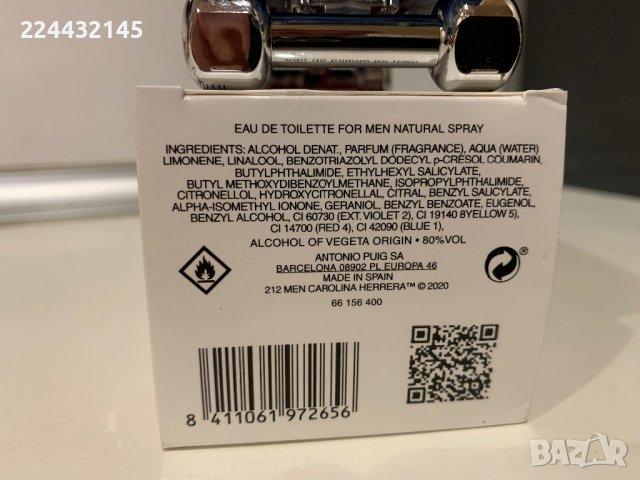 224432145
EAU DE TOILETTE FOR MEN NATURAL SPRAY
INGREDIENTS: ALCOHOL DENAT., PARFUM (FRAGRANCE), AQUA (WATER)
LIMONENE, LINALOOL, BENZOTRIAZOLYL DODECYL p-CRESOL COUMARIN,
BUTYLPHTHALIMIDE, ETHYLHEXYL SALICYLATE,
BUTYL METHOXYDIBENZOYLMETHANE, ISOPROPYLPHTHALIMIDE,
CITRONELLOL, HYDROXYCITRONELLAL, CITRAL, BENZYL SALICYLATE,
ALPHA-ISOMETHYL IONONE, GERANIOL, BENZYL BENZOATE, EUGENOL,
BENZYL ALCOHOL, CI 60730 (EXT. VIOLET 2), CI 19140 8YELLOW 5),
CI 14700 (RED 4), CI 42090 (BLUE 1),
ALCOHOL OF VEGETA ORIGIN • 80%VOL
ANTONIO PUIG SA
BARCELONA 08902 PL EUROPA 46
MADE IN SPAIN
212 MEN CAROLINA HERRERA™ © 2020
66 156 400
®
8 411061 972656
BAZAR.bg